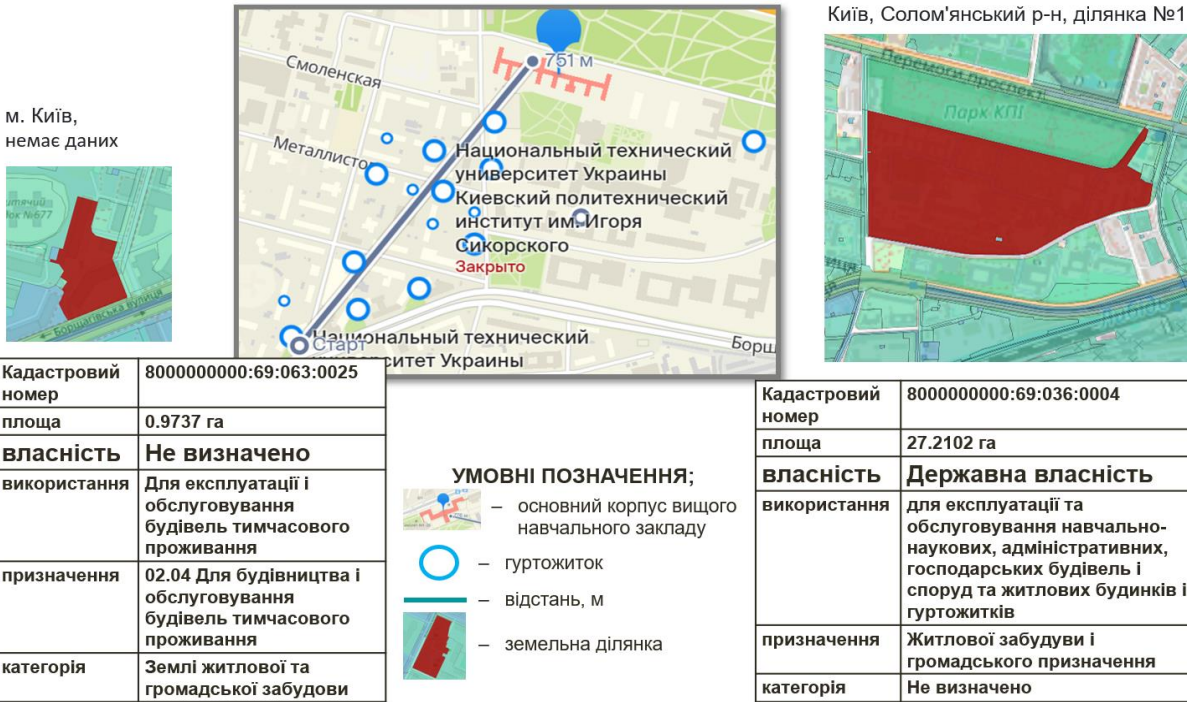 Київ, Солом'янський р-н, ділянка №1
м. Київ,
немає даних
751 м
Смоленская
Металлистов
Национальный технический
университет Украины
Киевский политехнический
институт им. Игоря
Сикорского
Закрыто
Старт
Национальный технический
университет Украины
Борщ
Перемоги проспект
Парк КПІ
№677
Борщагівська вулиця
Кадастровий номер
8000000000:69:063:0025
площа
0.9737 га
власність
Не визначено
використання
Для експлуатації і
обслуговування
будівель тимчасового
проживання
призначення
02.04 Для будівництва і
обслуговування
будівель тимчасового
проживання
категорія
Землі житлової та
громадської забудови
УМОВНІ ПОЗНАЧЕННЯ;
– основний корпус вищого
навчального закладу
– гуртожиток
– відстань, м
– земельна ділянка
Кадастровий
номер
8000000000:69:036:0004
площа
27.2102 га
власність
Державна власність
використання
для експлуатації та
обслуговування навчально-
наукових, адміністративних,
господарських будівель і
споруд та житлових будинків і
гуртожитків
призначення
Житлової забудуви і
громадського призначення
категорія
Не визначено